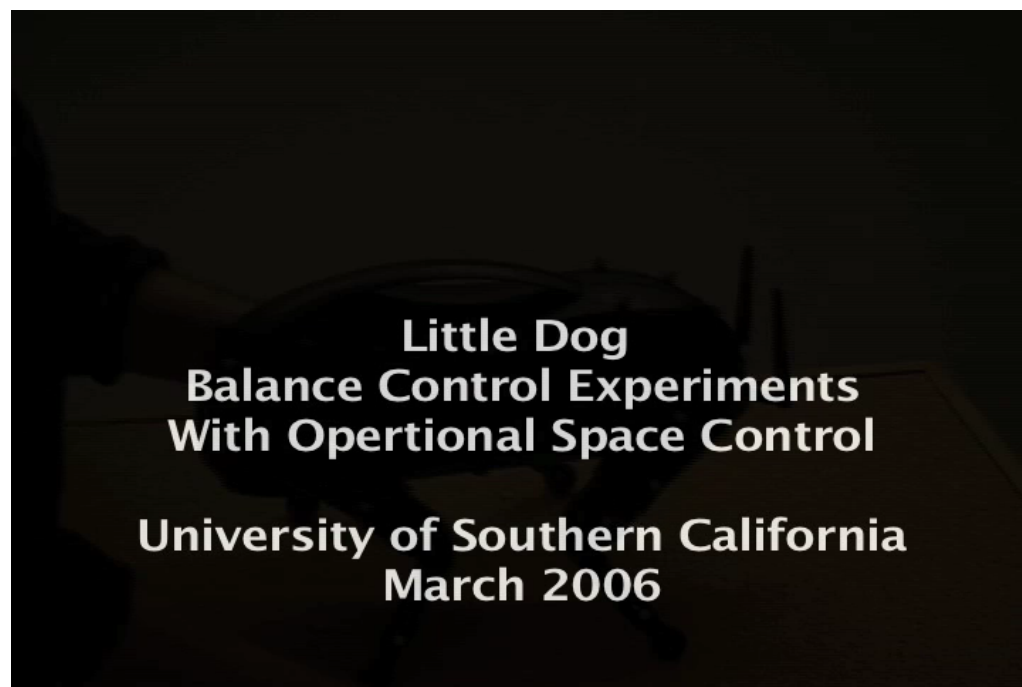 Little Dog
Balance Control Experiments
With Opertional Space Control
University of Southern California
March 2006